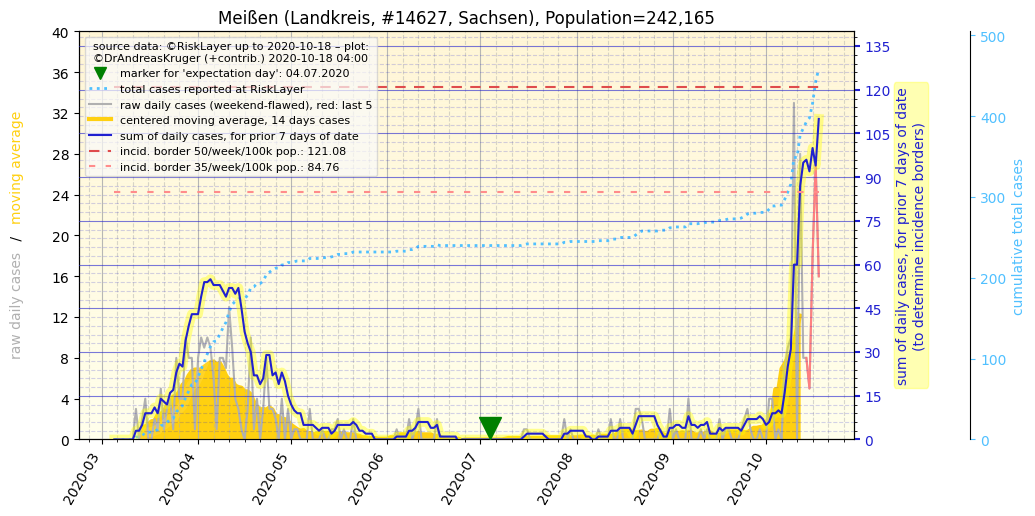 Meißen (Landkreis, #14627, Sachsen), Population=242,165
source data: ©RiskLayer up to 2020-10-18 – plot:
©DrAndreasKruger (+contrib.) 2020-10-18 04:00
marker for 'expectation day': 04.07.2020
total cases reported at RiskLayer
raw daily cases (weekend-flawed), red: last 5
centered moving average, 14 days cases
sum of daily cases, for prior 7 days of date
incid. border 50/week/100k pop.: 121.08
incid. border 35/week/100k pop.: 84.76
raw daily cases / moving average
40
36
32
28
24
20
16
12
8
4
0
2020-03
2020-04
2020-05
2020-06
2020-07
2020-08
2020-09
2020-10
135
120
105
90
75
60
45
30
15
0
sum of daily cases, for prior 7 days of date
(to determine incidence borders)
500
400
300
200
100
0
cumulative total cases